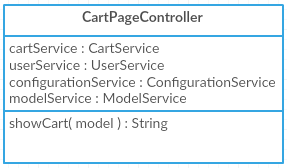 CartPageController
cartService : CartService
userService : UserService
configurationService : ConfigurationService
modelService : ModelService
showCart( model ) : String